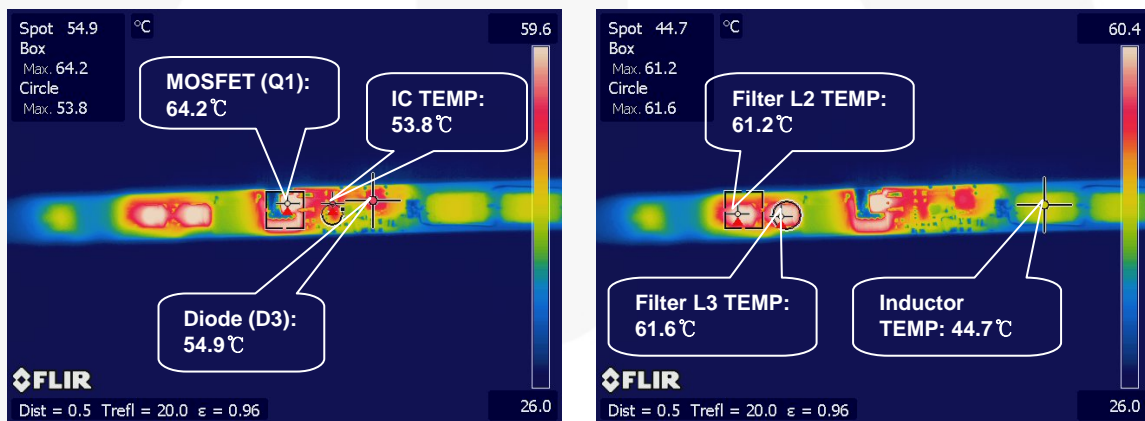 Spot 54.9 °C
Box
Max. 64.2
Circle
Max. 53.8
59.6
MOSFET (Q1):
64.2℃
IC TEMP:
53.8℃
Diode (D3):
54.9℃
FLIR
Dist = 0.5 Trefl = 20.0 ε = 0.96
26.0
Spot 44.7 °C
Box
Max. 61.2
Circle
Max. 61.6
60.4
Filter L2 TEMP:
61.2℃
Filter L3 TEMP:
61.6℃
Inductor
TEMP: 44.7℃
FLIR
Dist = 0.5 Trefl = 20.0 ε = 0.96
26.0